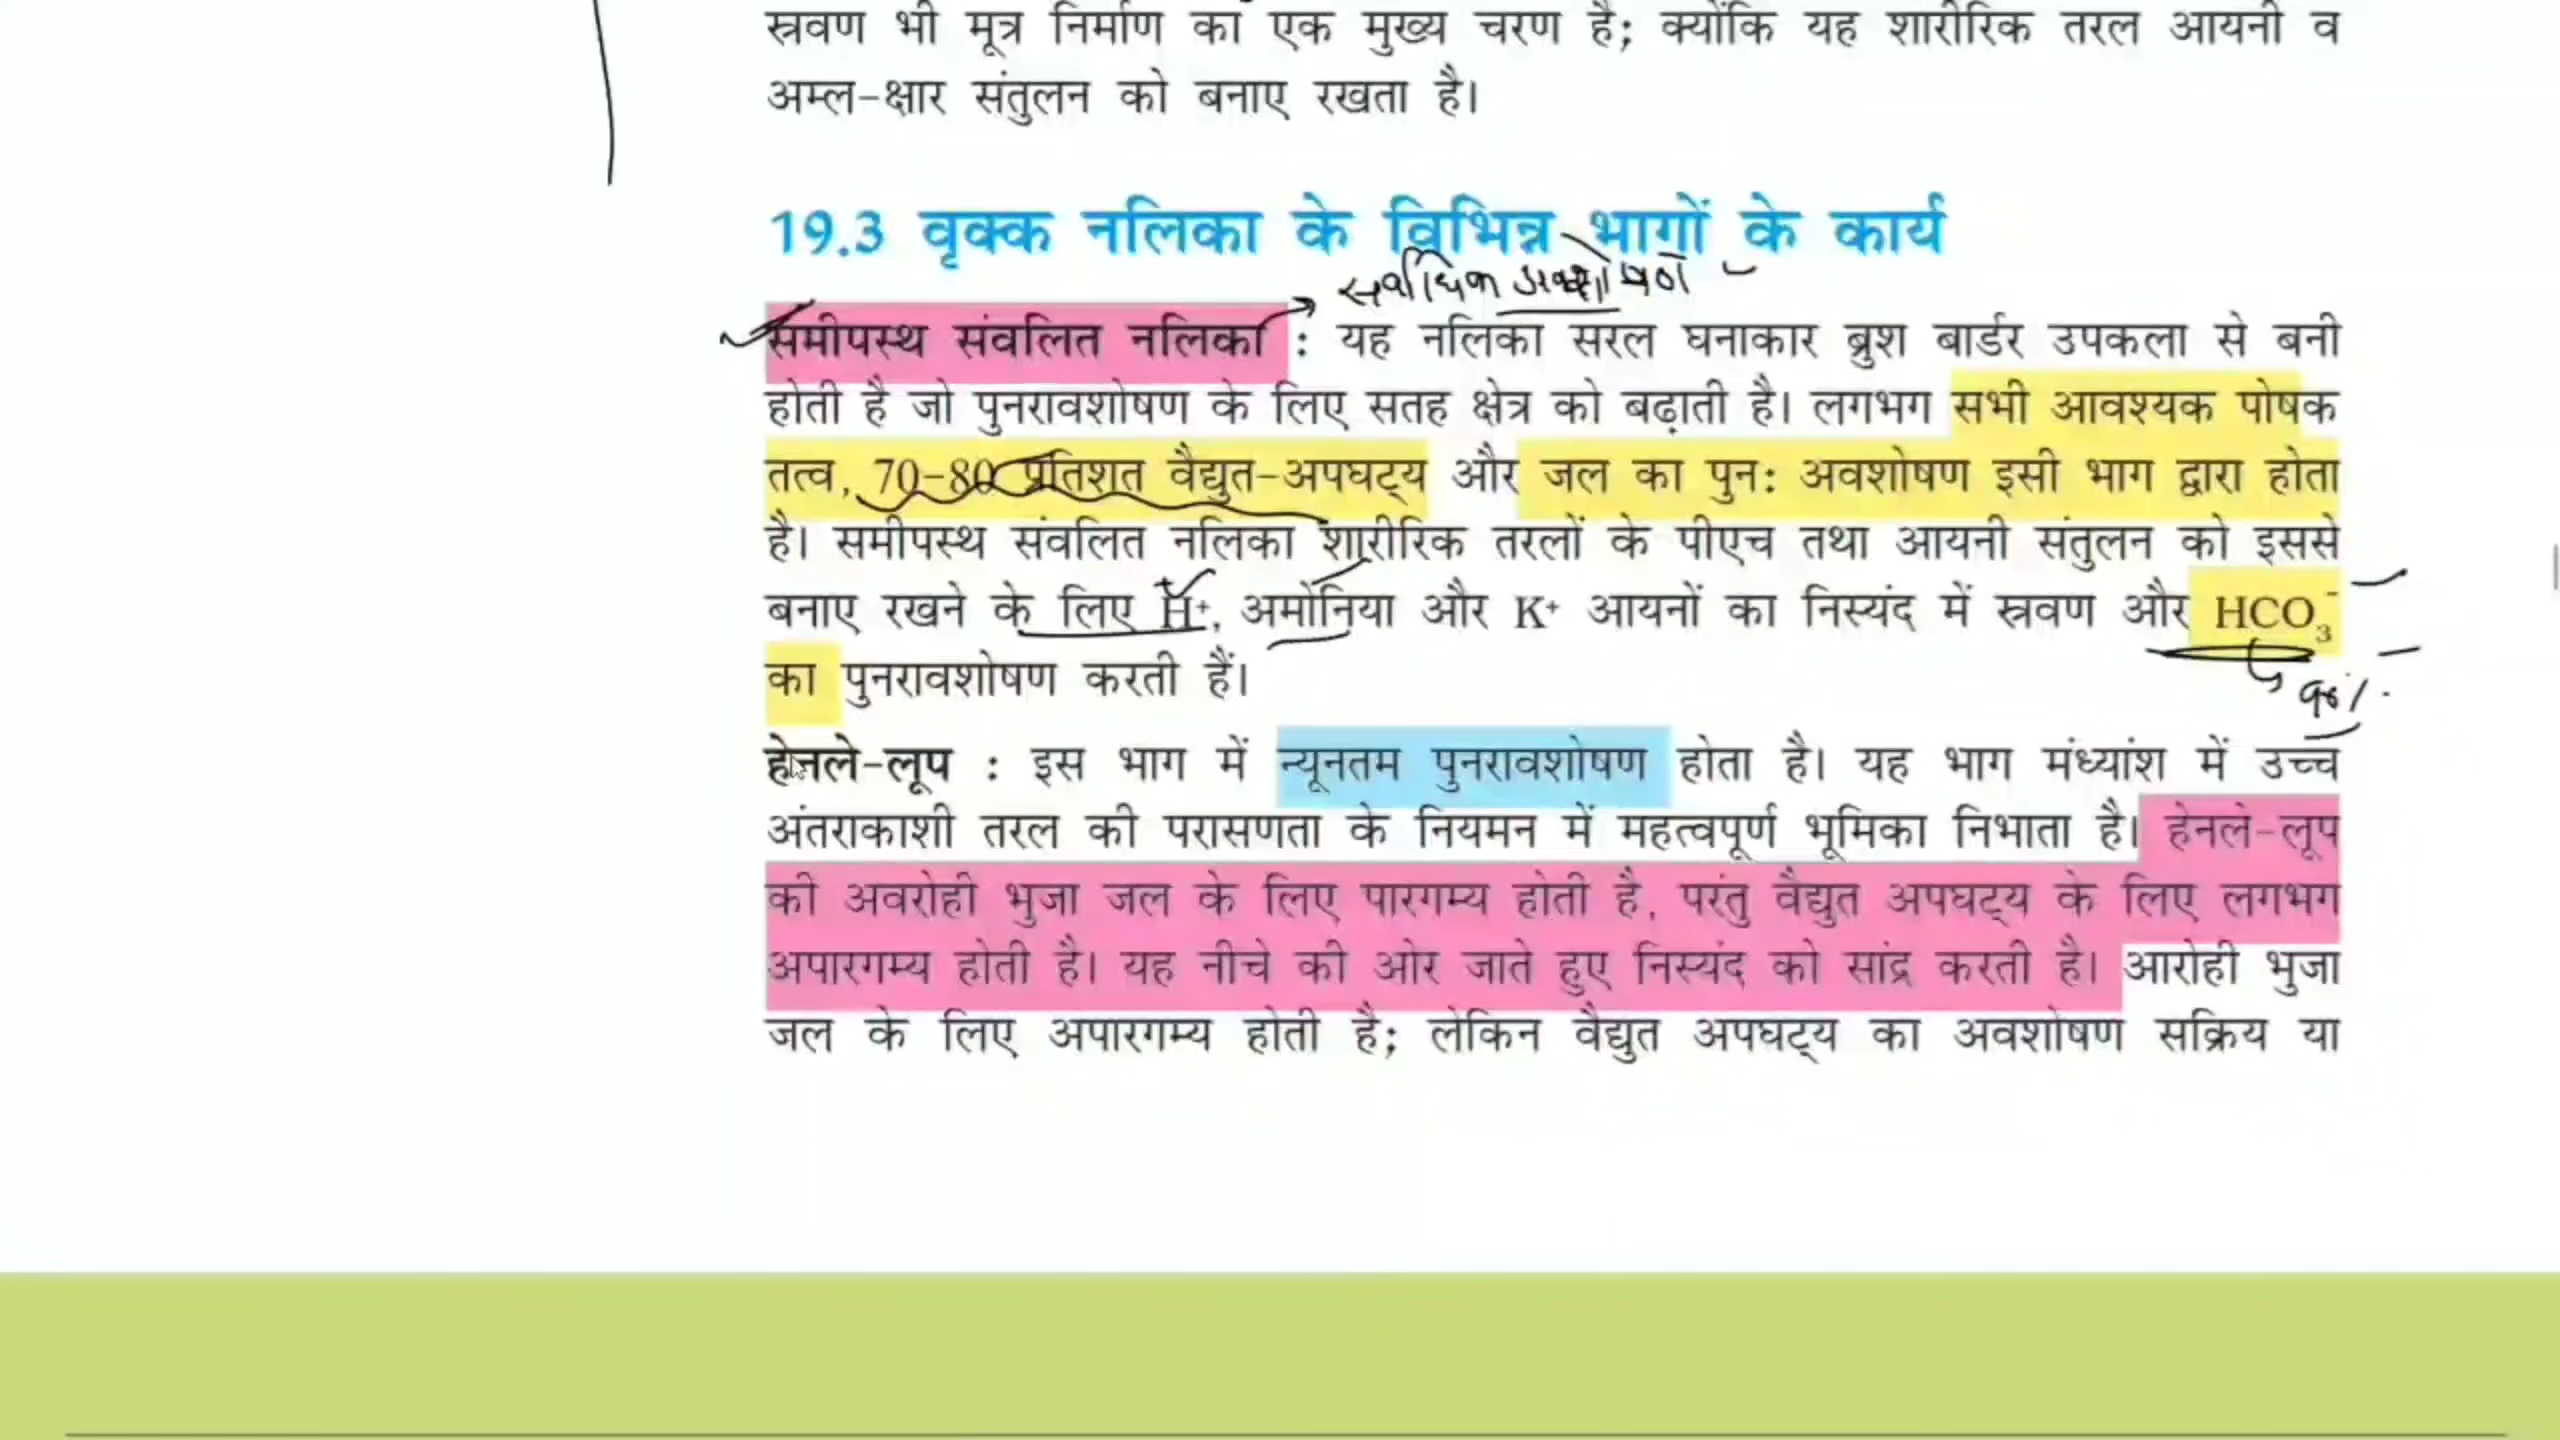 स्रवण भी मूत्र निर्माण का एक मुख्य चरण है; क्योंकि यह शारीरिक तरल आयनी व
अम्ल-क्षार संतुलन को बनाए रखता है।
19.3 वृक्क नलिका के विभिन्न भागों के कार्य
सर्वाधिक अवशोषण
समीपस्थ संवलित नलिका : यह नलिका सरल घनाकार ब्रुश बार्डर उपकला से बनी
होती है जो पुनरावशोषण के लिए सतह क्षेत्र को बढ़ाती है। लगभग सभी आवश्यक पोषक
तत्व, 70-80 प्रतिशत वैद्युत-अपघट्य और जल का पुनः अवशोषण इसी भाग द्वारा होता
है। समीपस्थ संवलित नलिका शारीरिक तरलों के पीएच तथा आयनी संतुलन को इससे
बनाए रखने के लिए H⁺, अमोनिया और K⁺ आयनों का निस्यंद में स्रवण और HCO₃⁻
का पुनरावशोषण करती हैं।
हेनले-लूप : इस भाग में न्यूनतम पुनरावशोषण होता है। यह भाग मंध्यांश में उच्च
अंतराकाशी तरल की परासणता के नियमन में महत्वपूर्ण भूमिका निभाता है। हेनले-लूप
की अवरोही भुजा जल के लिए पारगम्य होती है, परंतु वैद्युत अपघट्य के लिए लगभग
अपारगम्य होती है। यह नीचे की ओर जाते हुए निस्यंद को सांद्र करती है। आरोही भुजा
जल के लिए अपारगम्य होती है; लेकिन वैद्युत अपघट्य का अवशोषण सक्रिय या